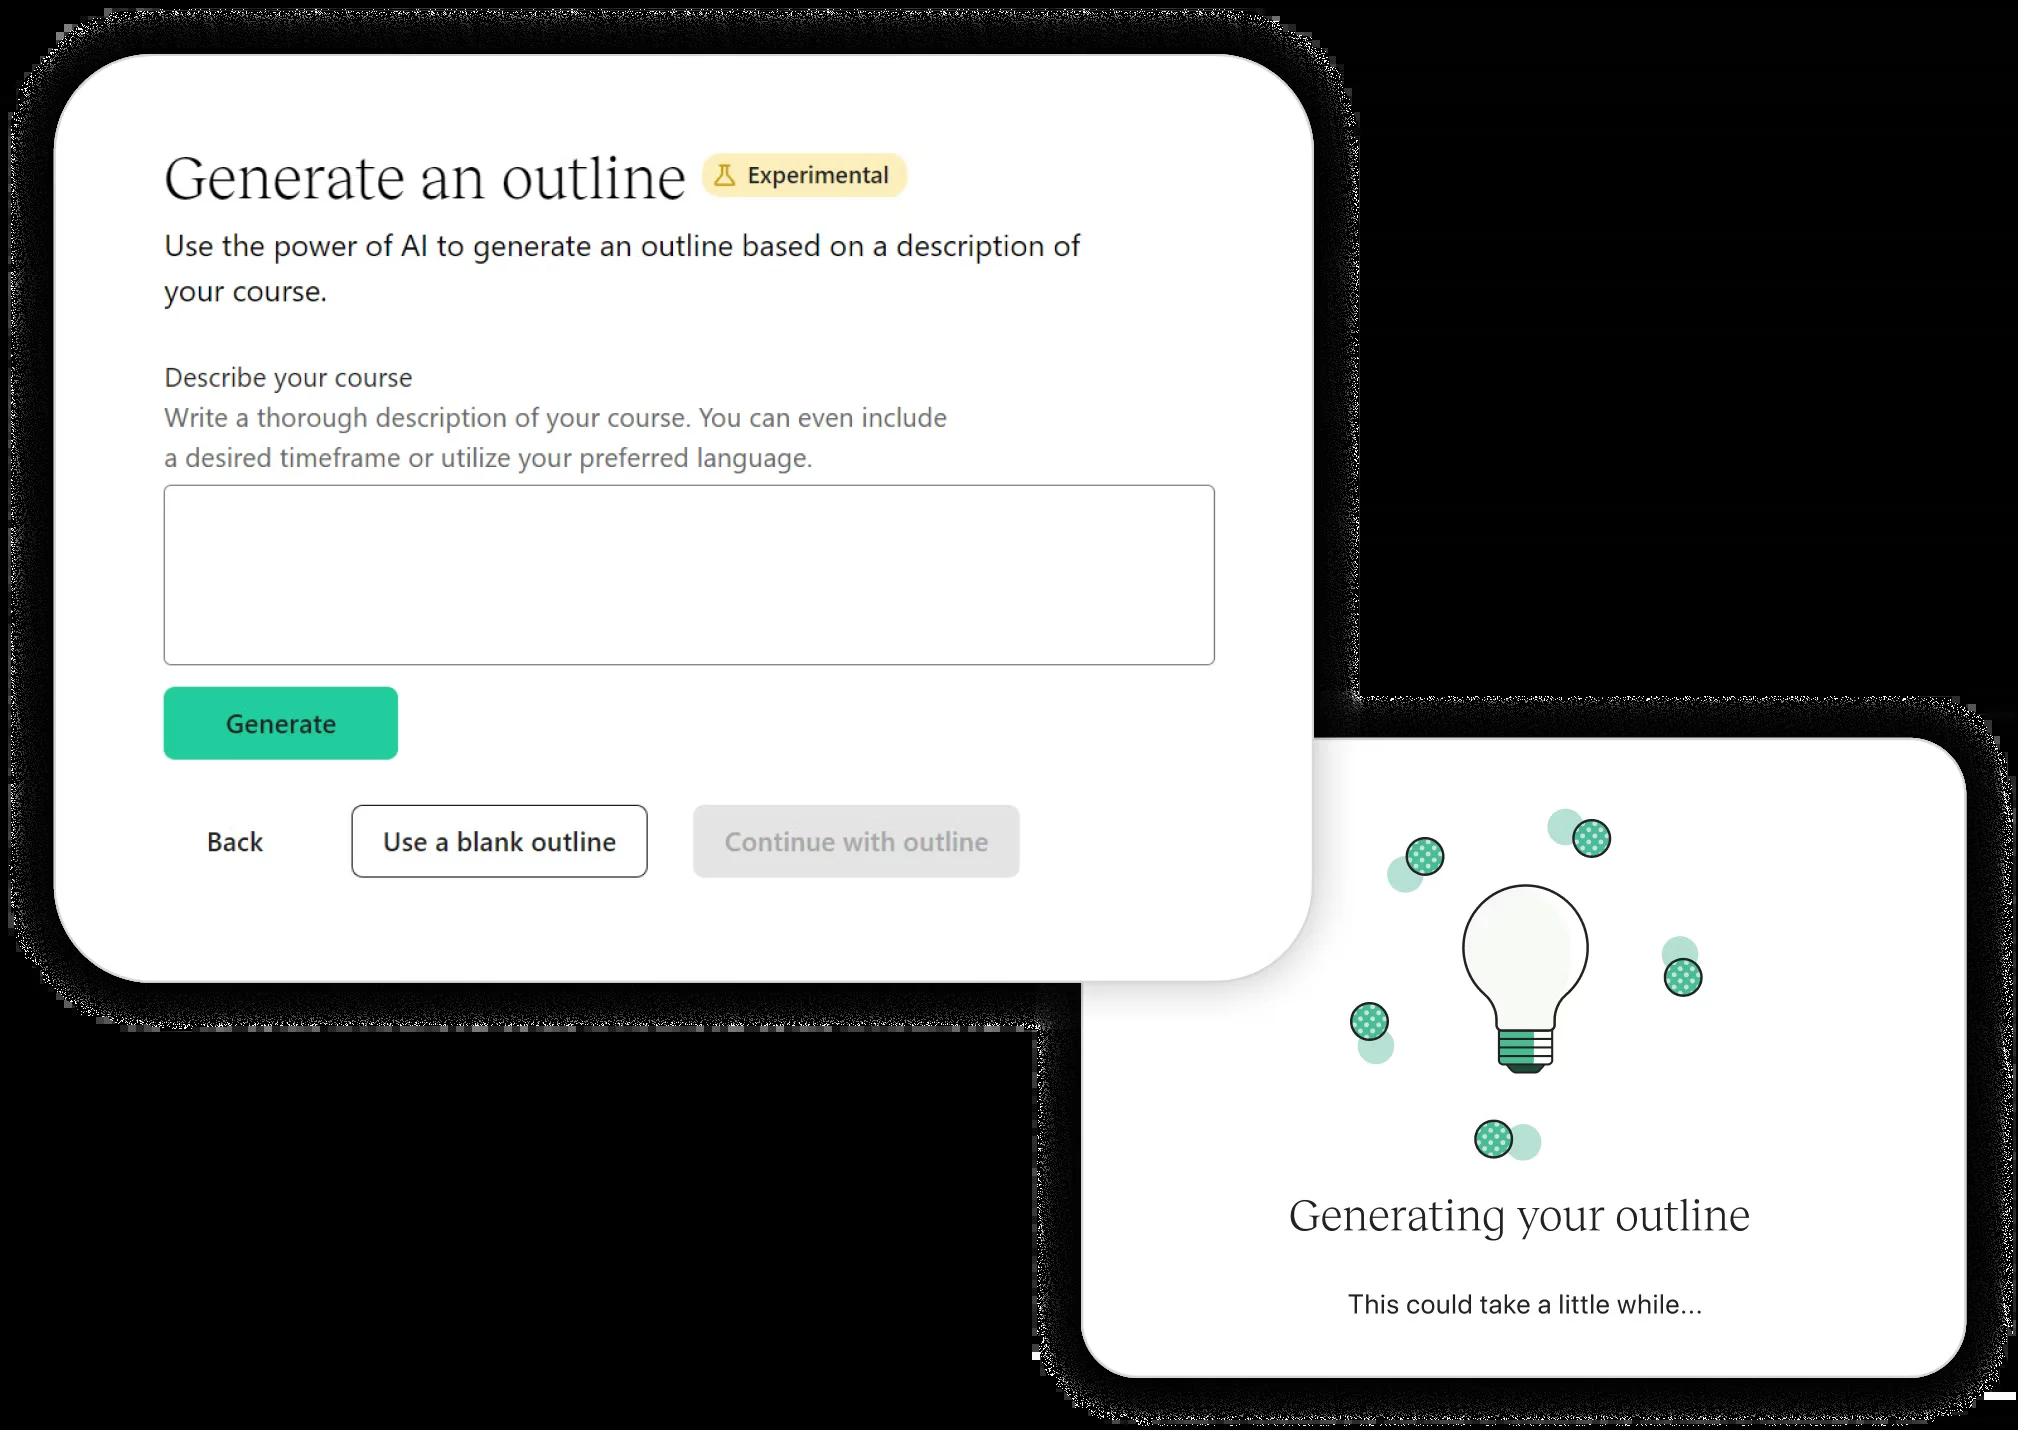 Generate an outline
Experimental
Use the power of AI to generate an outline based on a description of
your course.
Describe your course
Write a thorough description of your course. You can even include
a desired timeframe or utilize your preferred language.
Generate
Back
Use a blank outline
Continue with outline
Generating your outline
This could take a little while...